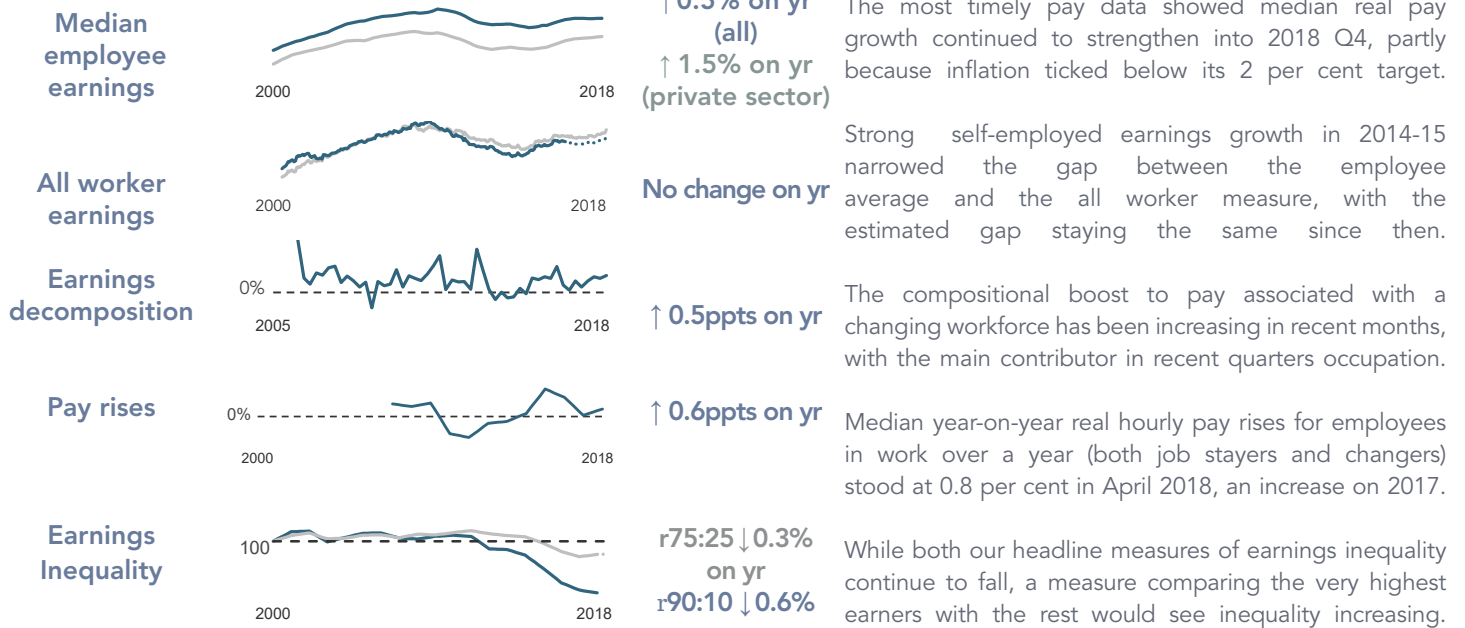 Median
employee
earnings
2000
2018
↑ 0.5% on yr
(all)
↑ 1.5% on yr
(private sector)
The most timely pay data showed median real pay
growth continued to strengthen into 2018 Q4, partly
because inflation ticked below its 2 per cent target.
All worker
earnings
2000
2018
No change on yr
Strong self-employed earnings growth in 2014-15
narrowed the gap between the employee
average and the all worker measure, with the
estimated gap staying the same since then.
Earnings
decomposition
0%
2005
2018
↑ 0.5ppts on yr
The compositional boost to pay associated with a
changing workforce has been increasing in recent months,
with the main contributor in recent quarters occupation.
Pay rises
0%
2000
2018
↑ 0.6ppts on yr
Median year-on-year real hourly pay rises for employees
in work over a year (both job stayers and changers)
stood at 0.8 per cent in April 2018, an increase on 2017.
Earnings
Inequality
100
2000
2018
r75:25 ↓0.3%
on yr
r90:10 ↓0.6%
While both our headline measures of earnings inequality
continue to fall, a measure comparing the very highest
earners with the rest would see inequality increasing.